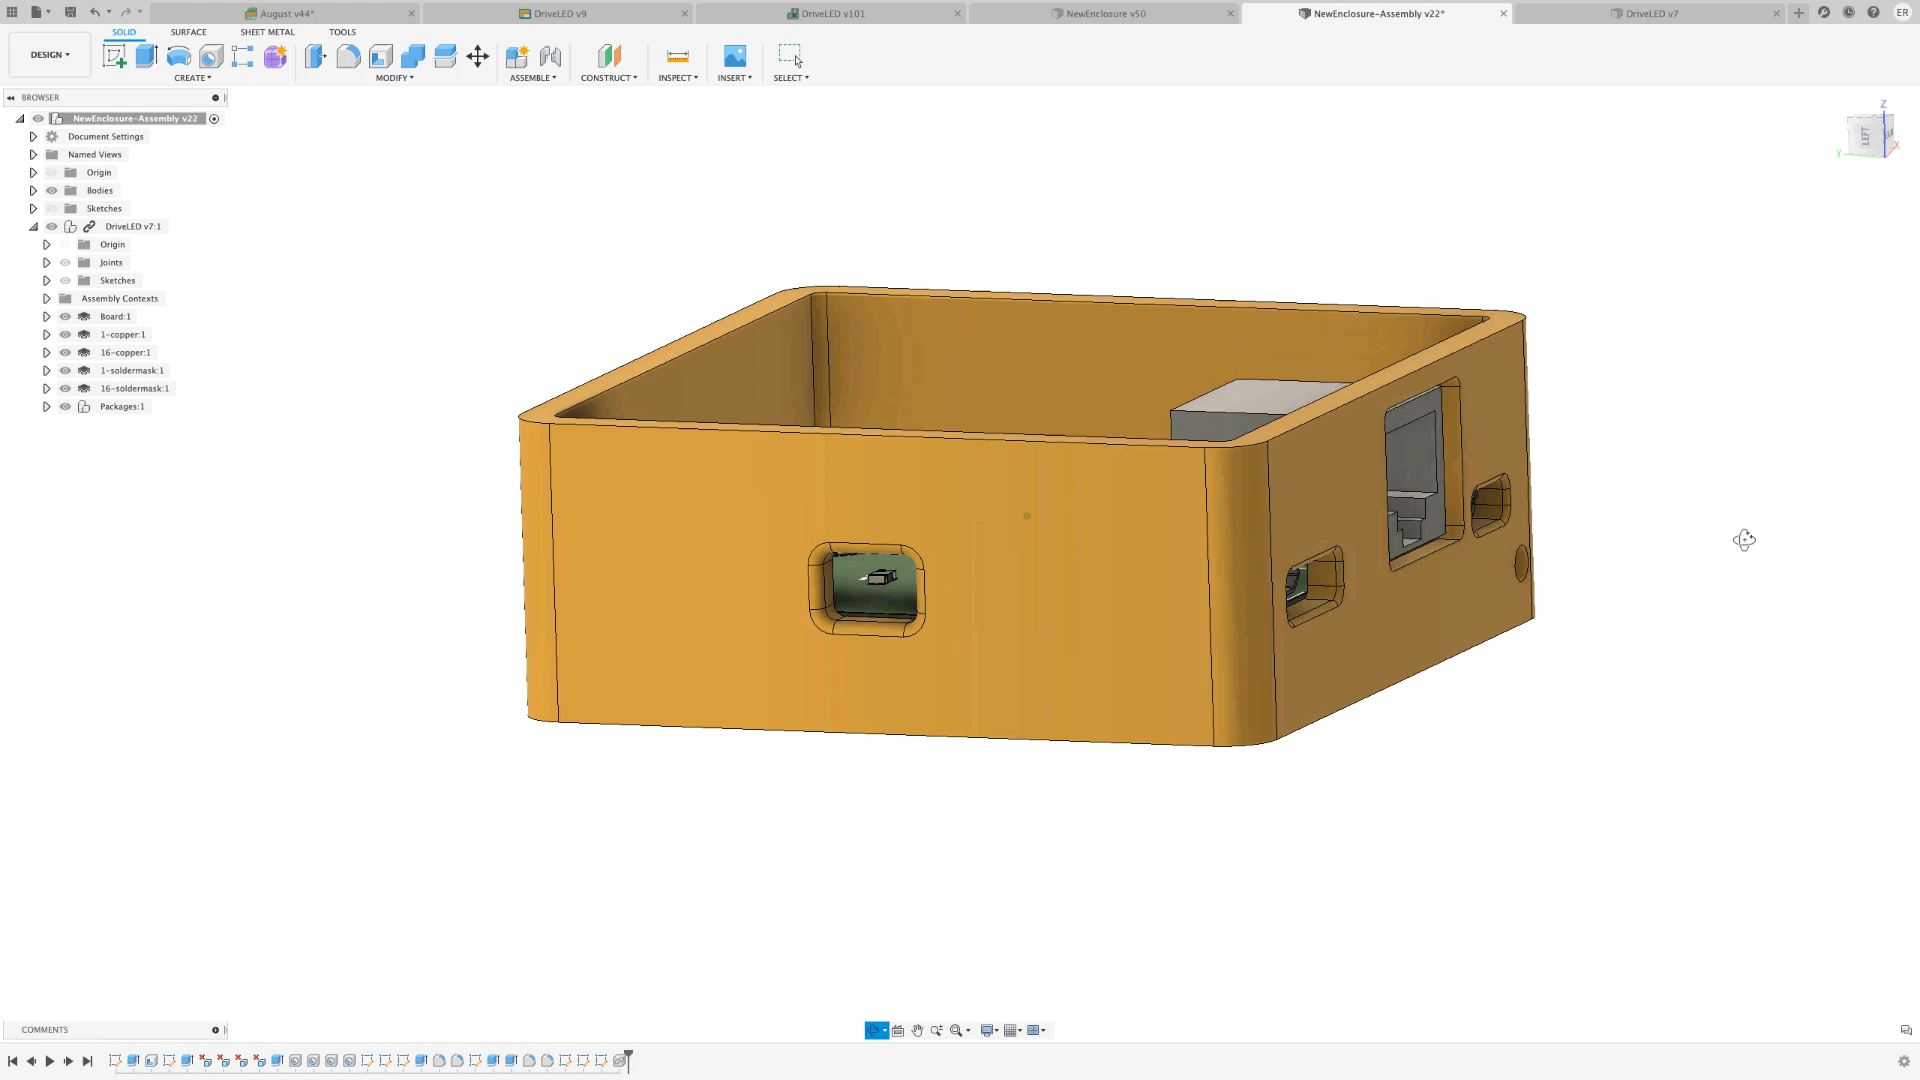 August v44*
DriveLED v9
DriveLED v101
NewEnclosure v50
NewEnclosure-Assembly v22*
DriveLED v7
ER
DESIGN
SOLID
SURFACE
SHEET METAL
TOOLS
CREATE
MODIFY
ASSEMBLE
CONSTRUCT
INSPECT
INSERT
SELECT
BROWSER
NewEnclosure-Assembly v22
Document Settings
Named Views
Origin
Bodies
Sketches
DriveLED v7:1
Origin
Joints
Sketches
Assembly Contexts
Board:1
1-copper:1
16-copper:1
1-soldermask:1
16-soldermask:1
Packages:1
Z
LEFT
Y
X
COMMENTS